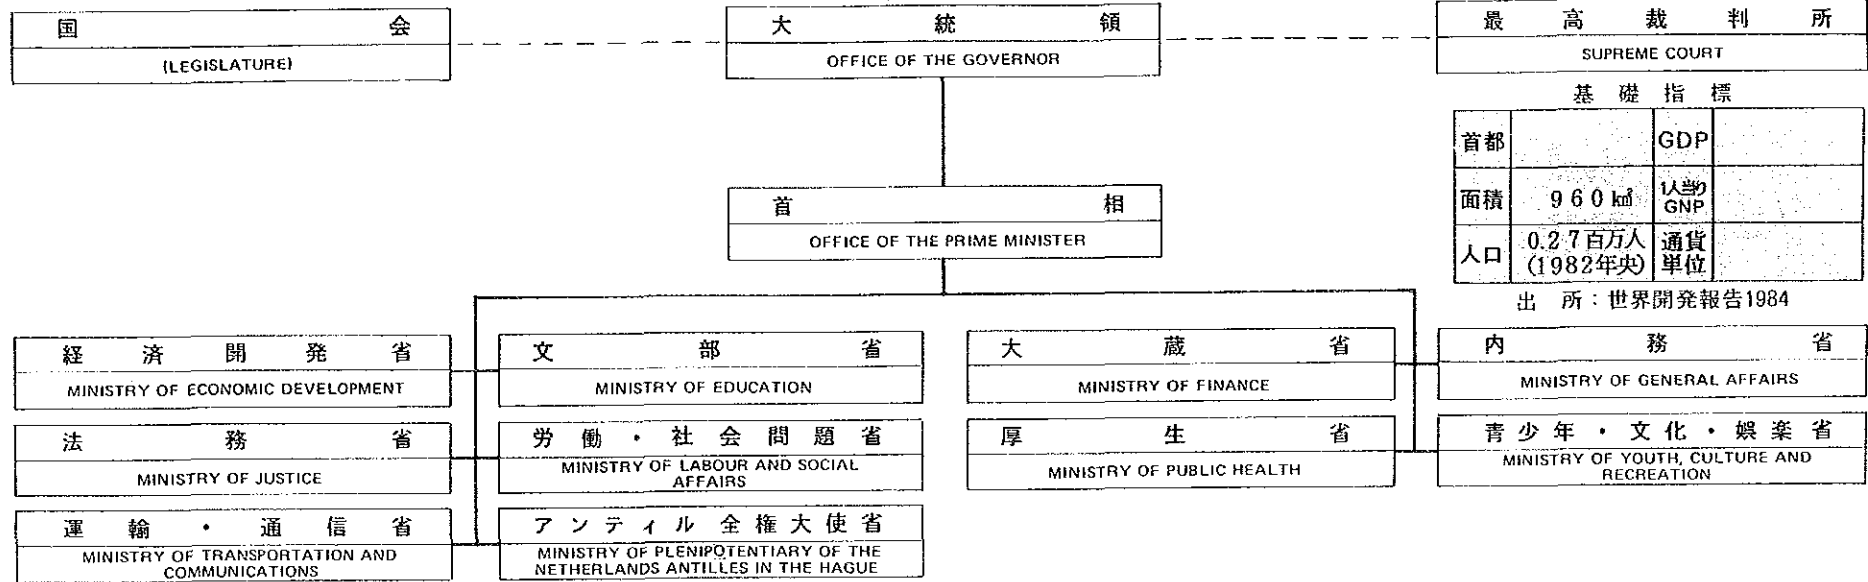 国会
(LEGISLATURE)
大統領
OFFICE OF THE GOVERNOR
最高裁判所
SUPREME COURT
基礎指標
首都 GDP
面積 960㎢ 1人当り GNP
人口 0.27百万人 (1982年央) 通貨単位
出所：世界開発報告1984
首相
OFFICE OF THE PRIME MINISTER
経済開発省
MINISTRY OF ECONOMIC DEVELOPMENT
文部省
MINISTRY OF EDUCATION
大蔵省
MINISTRY OF FINANCE
内務省
MINISTRY OF GENERAL AFFAIRS
法務省
MINISTRY OF JUSTICE
労働・社会問題省
MINISTRY OF LABOUR AND SOCIAL
AFFAIRS
厚生省
MINISTRY OF PUBLIC HEALTH
青少年・文化・娯楽省
MINISTRY OF YOUTH, CULTURE AND
RECREATION
運輸・通信省
MINISTRY OF TRANSPORTATION AND
COMMUNICATIONS
アンティル全権大使省
MINISTRY OF PLENIPOTENTIARY OF THE
NETHERLANDS ANTILLES IN THE HAGUE